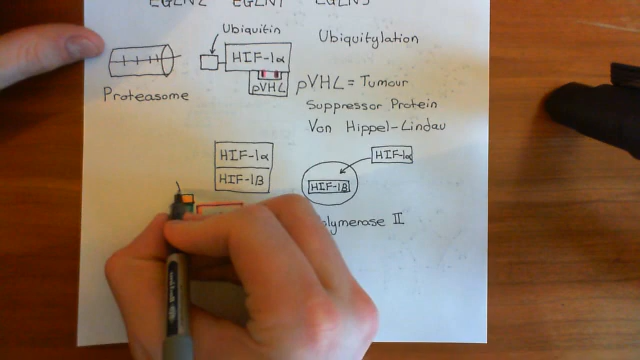 EGLN2 EGLN1 EGLN3
Ubiquitin
Ubiquitylation
HIF-1α
pVHL
Proteasome
pVHL = Tumour
Suppressor Protein
Von Hippel-Lindau
HIF-1α
HIF-1β
HIF-1α
HIF-1β
Polymerase II